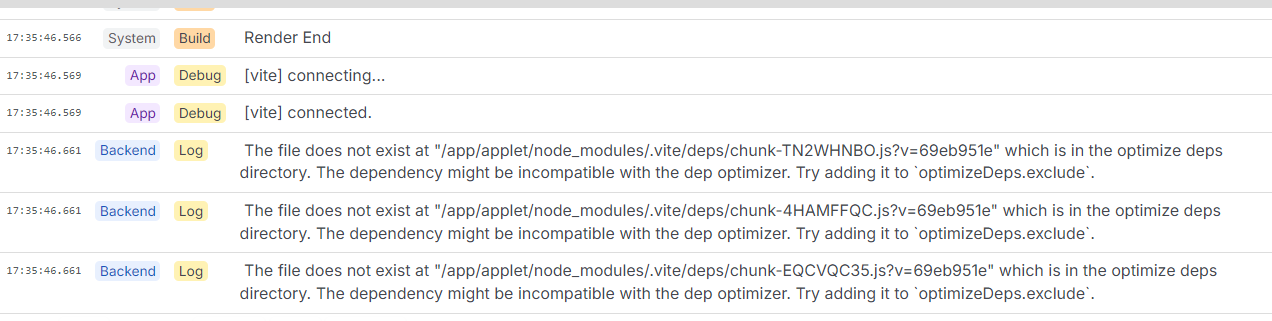 17:35:46.566 System Build Render End
17:35:46.569 App Debug [vite] connecting...
17:35:46.569 App Debug [vite] connected.
17:35:46.661 Backend Log The file does not exist at "/app/applet/node_modules/.vite/deps/chunk-TN2WHNBO.js?v=69eb951e" which is in the optimize deps
directory. The dependency might be incompatible with the dep optimizer. Try adding it to `optimizeDeps.exclude`.
17:35:46.661 Backend Log The file does not exist at "/app/applet/node_modules/.vite/deps/chunk-4HAMFFQC.js?v=69eb951e" which is in the optimize deps
directory. The dependency might be incompatible with the dep optimizer. Try adding it to `optimizeDeps.exclude`.
17:35:46.661 Backend Log The file does not exist at "/app/applet/node_modules/.vite/deps/chunk-EQCVQC35.js?v=69eb951e" which is in the optimize deps
directory. The dependency might be incompatible with the dep optimizer. Try adding it to `optimizeDeps.exclude`.